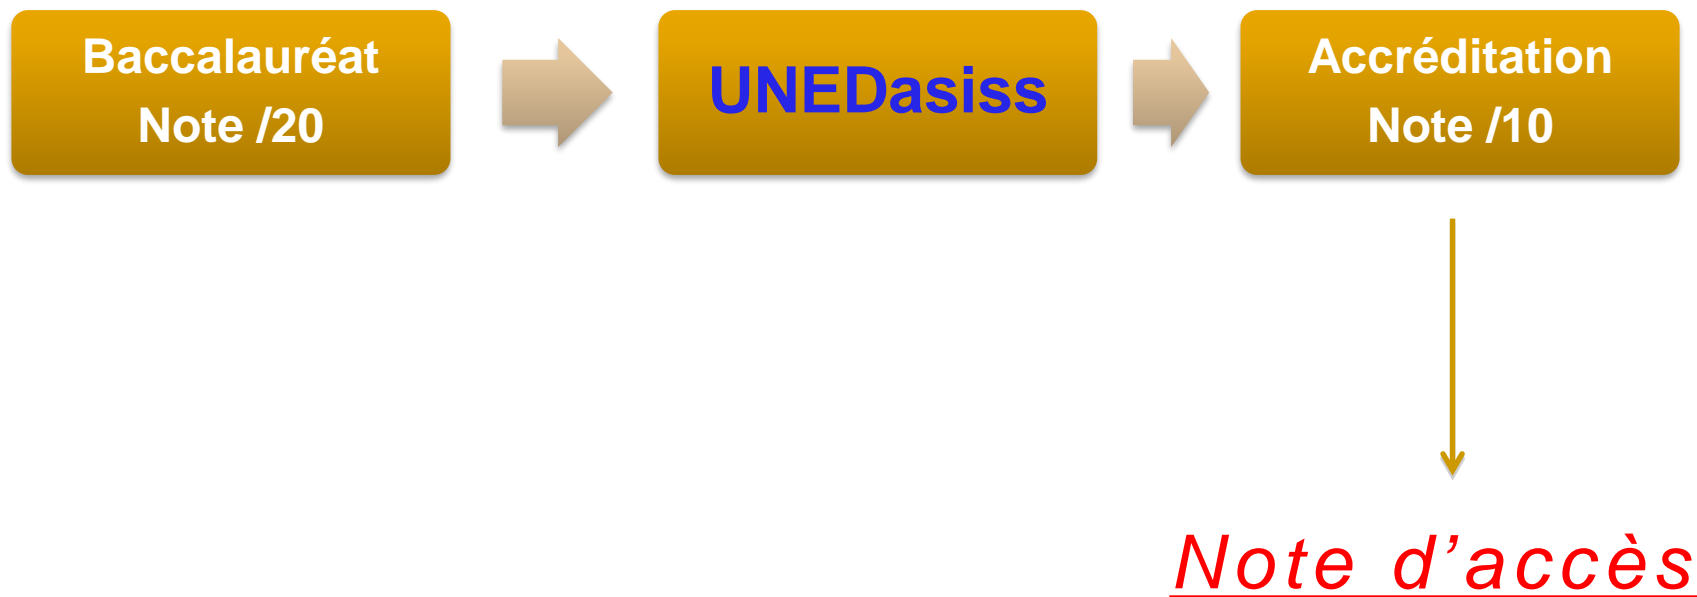 Baccalauréat
Note /20
UNEDasiss
Accréditation
Note /10
Note d’accès